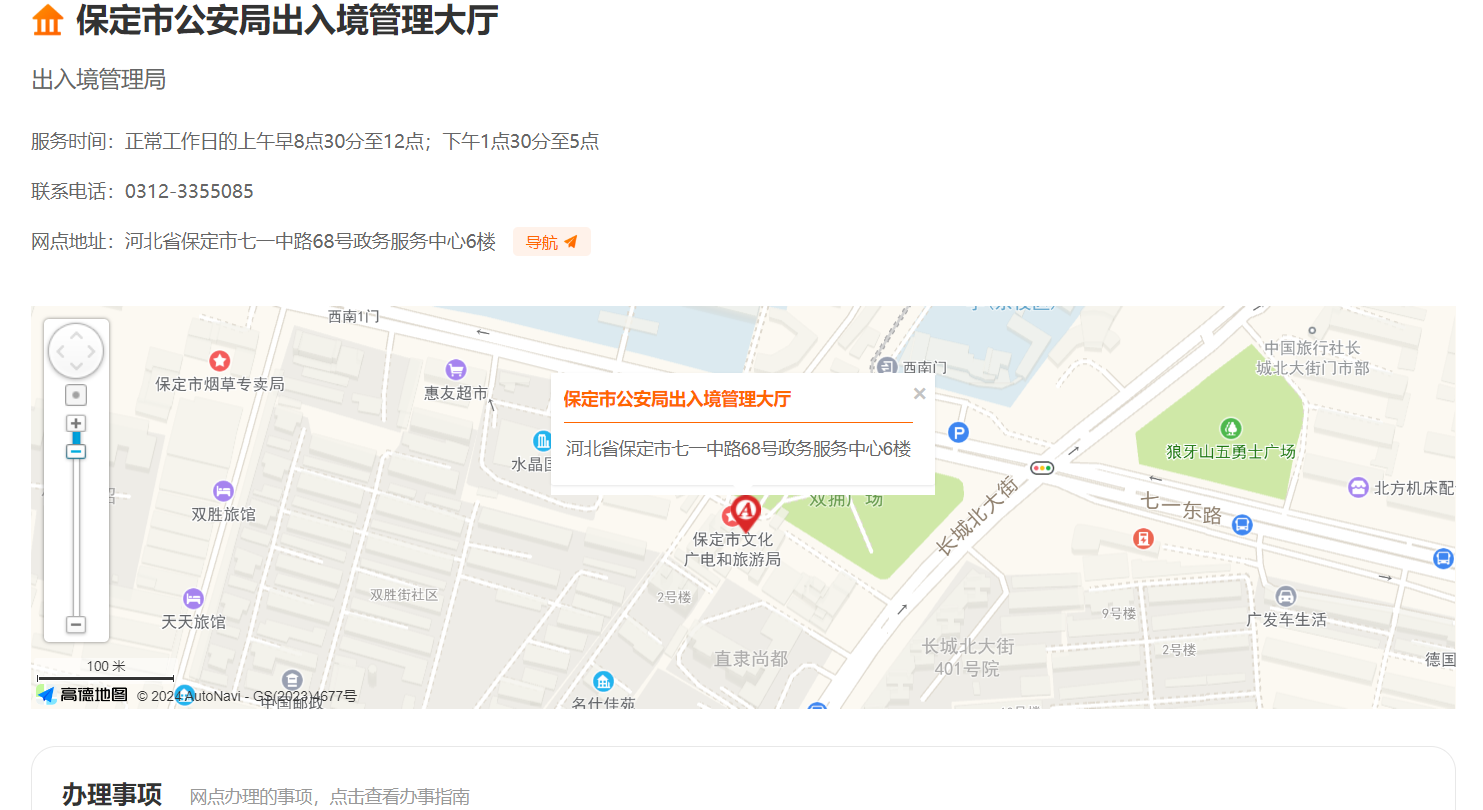 保定市公安局出入境管理大厅
出入境管理局
服务时间：正常工作日的上午早8点30分至12点；下午1点30分至5点
联系电话：0312-3355085
网点地址：河北省保定市七一中路68号政务服务中心6楼 导航
西南1门
中国旅行社长
城北大街门市部
西南门
保定市烟草专卖局
惠友超市
保定市公安局出入境管理大厅 ×
河北省保定市七一中路68号政务服务中心6楼
P
狼牙山五勇士广场
水晶国
北方机床配
双胜旅馆
双拥广场
七一东路
长城北大街
A
保定市文化
广电和旅游局
双胜街社区
2号楼
9号楼
天天旅馆
广发车生活
长城北大街
401号院
2号楼
直隶尚都
德国
100 米
高德地图 © 2024 AutoNavi - GS(2023)4677号
中国邮政
名仕佳苑
办理事项 网点办理的事项，点击查看办事指南